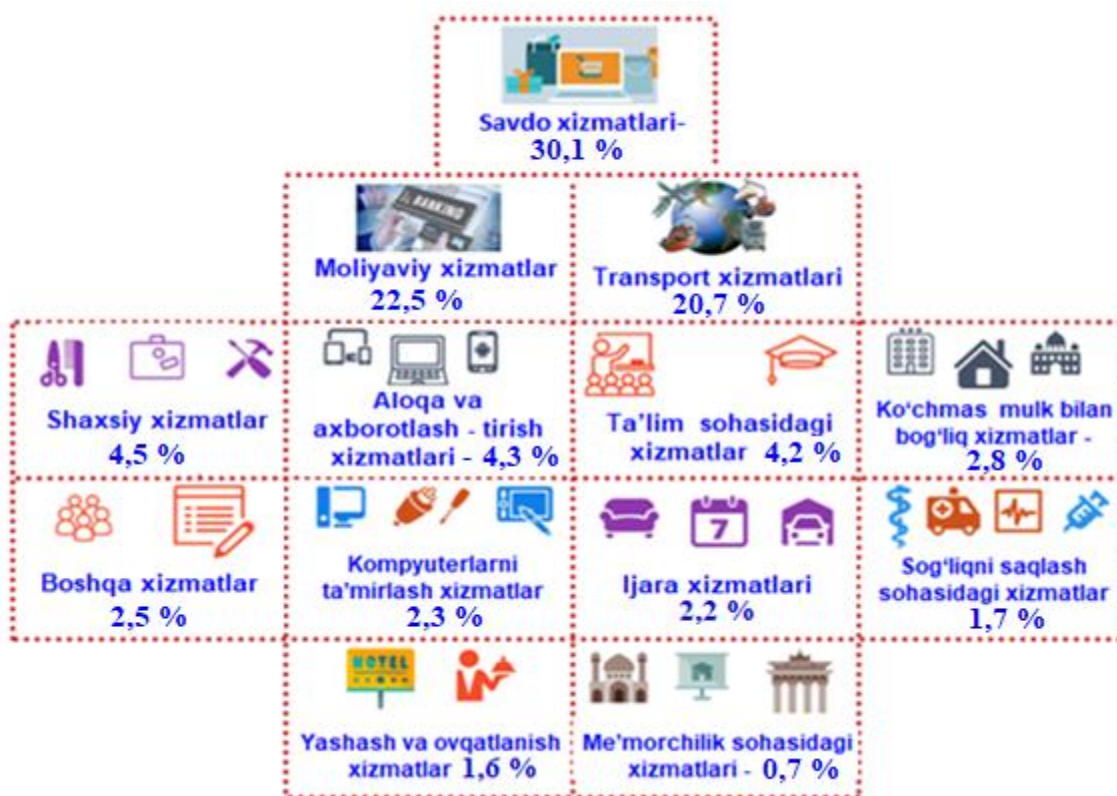 Savdo xizmatlari-
30,1 %
BANKING
Moliyaviy xizmatlar
22,5 %
Transport xizmatlari
20,7 %
Shaxsiy xizmatlar
4,5 %
Aloqa va
axborotlash - tirish
xizmatlari - 4,3 %
Ta’lim sohasidagi
xizmatlar 4,2 %
Ko‘chmas mulk bilan
bog‘liq xizmatlar -
2,8 %
Boshqa xizmatlar
2,5 %
Kompyuterlarni
ta’mirlash xizmatlar
2,3 %
7
Ijara xizmatlari
2,2 %
Sog‘liqni saqlash
sohasidagi xizmatlar
1,7 %
HOTEL
Yashash va ovqatlanish
xizmatlar 1,6 %
Me’morchilik sohasidagi
xizmatlari - 0,7 %